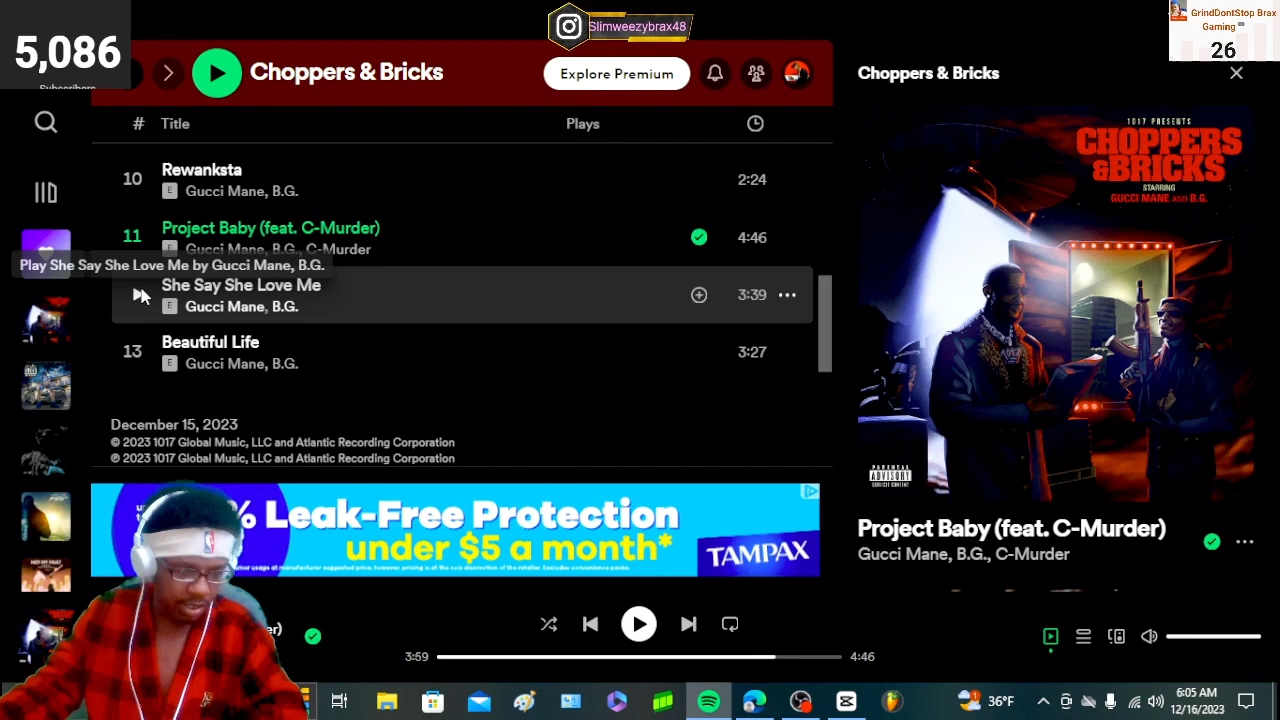 5,086
Subscribers
Slimweezybrax48
GrindDontStop Brax
Gaming
26
Choppers & Bricks
Explore Premium
Choppers & Bricks
# Title Plays
10 Rewanksta 2:24
E Gucci Mane, B.G.
11 Project Baby (feat. C-Murder) 4:46
E Gucci Mane, B.G., C-Murder
Play She Say She Love Me by Gucci Mane, B.G.
She Say She Love Me 3:39
E Gucci Mane, B.G.
13 Beautiful Life 3:27
E Gucci Mane, B.G.
December 15, 2023
© 2023 1017 Global Music, LLC and Atlantic Recording Corporation
℗ 2023 1017 Global Music, LLC and Atlantic Recording Corporation
% Leak-Free Protection
under $5 a month*
TAMPAX
1017 PRESENTS
CHOPPERS
&BRICKS
STARRING
GUCCI MANE AND B.G.
PARENTAL
ADVISORY
EXPLICIT CONTENT
Project Baby (feat. C-Murder)
Gucci Mane, B.G., C-Murder
3:59 4:46
36°F
6:05 AM
12/16/2023